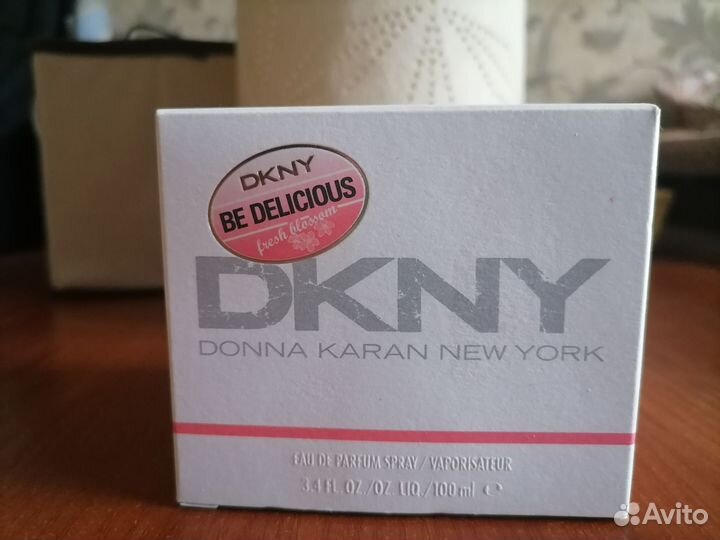 DKNY
BE DELICIOUS
fresh blossom
DKNY
DONNA KARAN NEW YORK
EAU DE PARFUM SPRAY / VAPORISATEUR
3.4 FL. OZ./OZ. LIQ./100 ml ℮
Avito